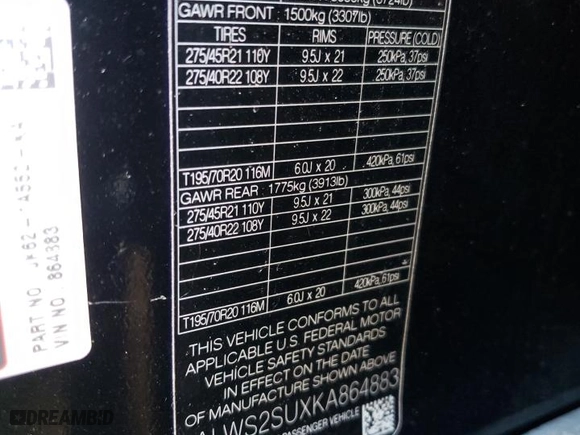 GAWR FRONT : 1500kg (3307lb)
TIRES RIMS PRESSURE (COLD)
275/45R21 110Y 9.5J x 21 250kPa, 37psi
275/40R22 108Y 9.5J x 22 250kPa, 37psi
T195/70R20 116M 6.0J x 20 420kPa, 61psi
GAWR REAR : 1775kg (3913lb)
275/45R21 110Y 9.5J x 21 300kPa, 44psi
275/40R22 108Y 9.5J x 22 300kPa, 44psi
T195/70R20 116M 6.0J x 20 420kPa, 61psi
THIS VEHICLE CONFORMS TO ALL
APPLICABLE U.S. FEDERAL MOTOR
VEHICLE SAFETY STANDARDS
IN EFFECT ON THE DATE
OF MANUFACTURE SHOWN ABOVE
WS2SUXKA864883
PASSENGER VEHICLE
PART NO.
V N NO. 864883
© DREAMBID